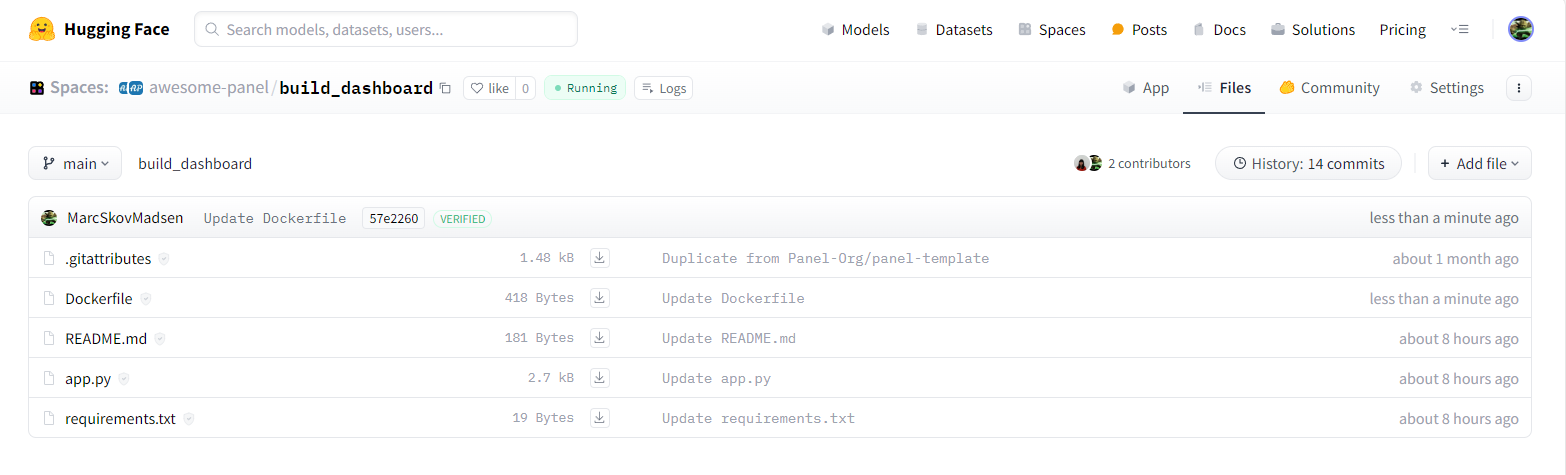 Hugging Face Search models, datasets, users... Models Datasets Spaces Posts Docs Solutions Pricing
Spaces: AP awesome-panel/build_dashboard like 0 Running Logs App Files Community Settings
main build_dashboard 2 contributors History: 14 commits + Add file
MarcSkovMadsen Update Dockerfile 57e2260 VERIFIED less than a minute ago
.gitattributes 1.48 kB Duplicate from Panel-Org/panel-template about 1 month ago
Dockerfile 418 Bytes Update Dockerfile less than a minute ago
README.md 181 Bytes Update README.md about 8 hours ago
app.py 2.7 kB Update app.py about 8 hours ago
requirements.txt 19 Bytes Update requirements.txt about 8 hours ago